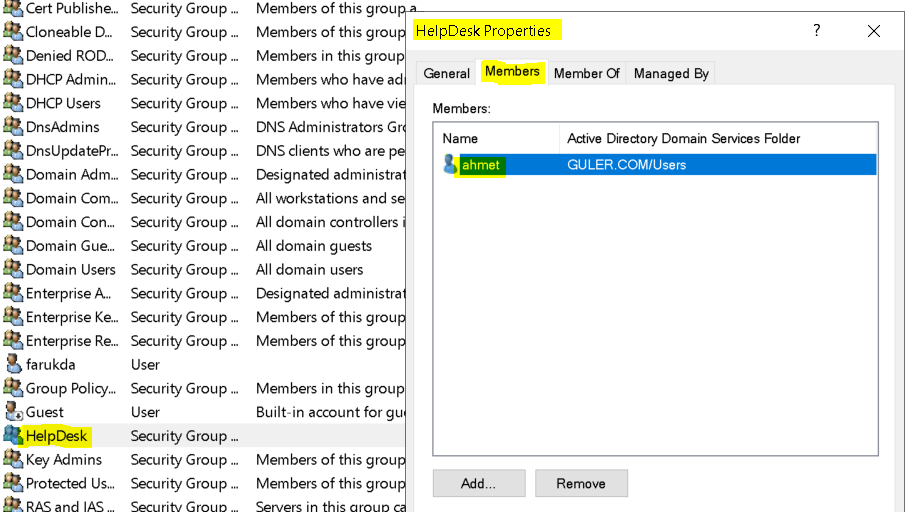 Cert Publishe... Security Group ... Members of this group a
Cloneable D... Security Group ... Members of this group
Denied ROD... Security Group ... Members in this group
DHCP Admin... Security Group ... Members who have ad
DHCP Users Security Group ... Members who have vie
DnsAdmins Security Group ... DNS Administrators Gro
DnsUpdatePr... Security Group ... DNS clients who are pe
Domain Adm... Security Group ... Designated administrat
Domain Com... Security Group ... All workstations and se
Domain Con... Security Group ... All domain controllers i
Domain Gue... Security Group ... All domain guests
Domain Users Security Group ... All domain users
Enterprise A... Security Group ... Designated administrat
Enterprise Ke... Security Group ... Members of this group
Enterprise Re... Security Group ... Members of this group
farukda User
Group Policy... Security Group ... Members in this group
Guest User Built-in account for gue
HelpDesk Security Group ...
Key Admins Security Group ... Members of this group
Protected Us... Security Group ... Members of this group
RAS and IAS ... Security Group ... Servers in this group ca
HelpDesk Properties ?
General Members Member Of Managed By
Members:
Name Active Directory Domain Services Folder
ahmet GULER.COM/Users
Add... Remove